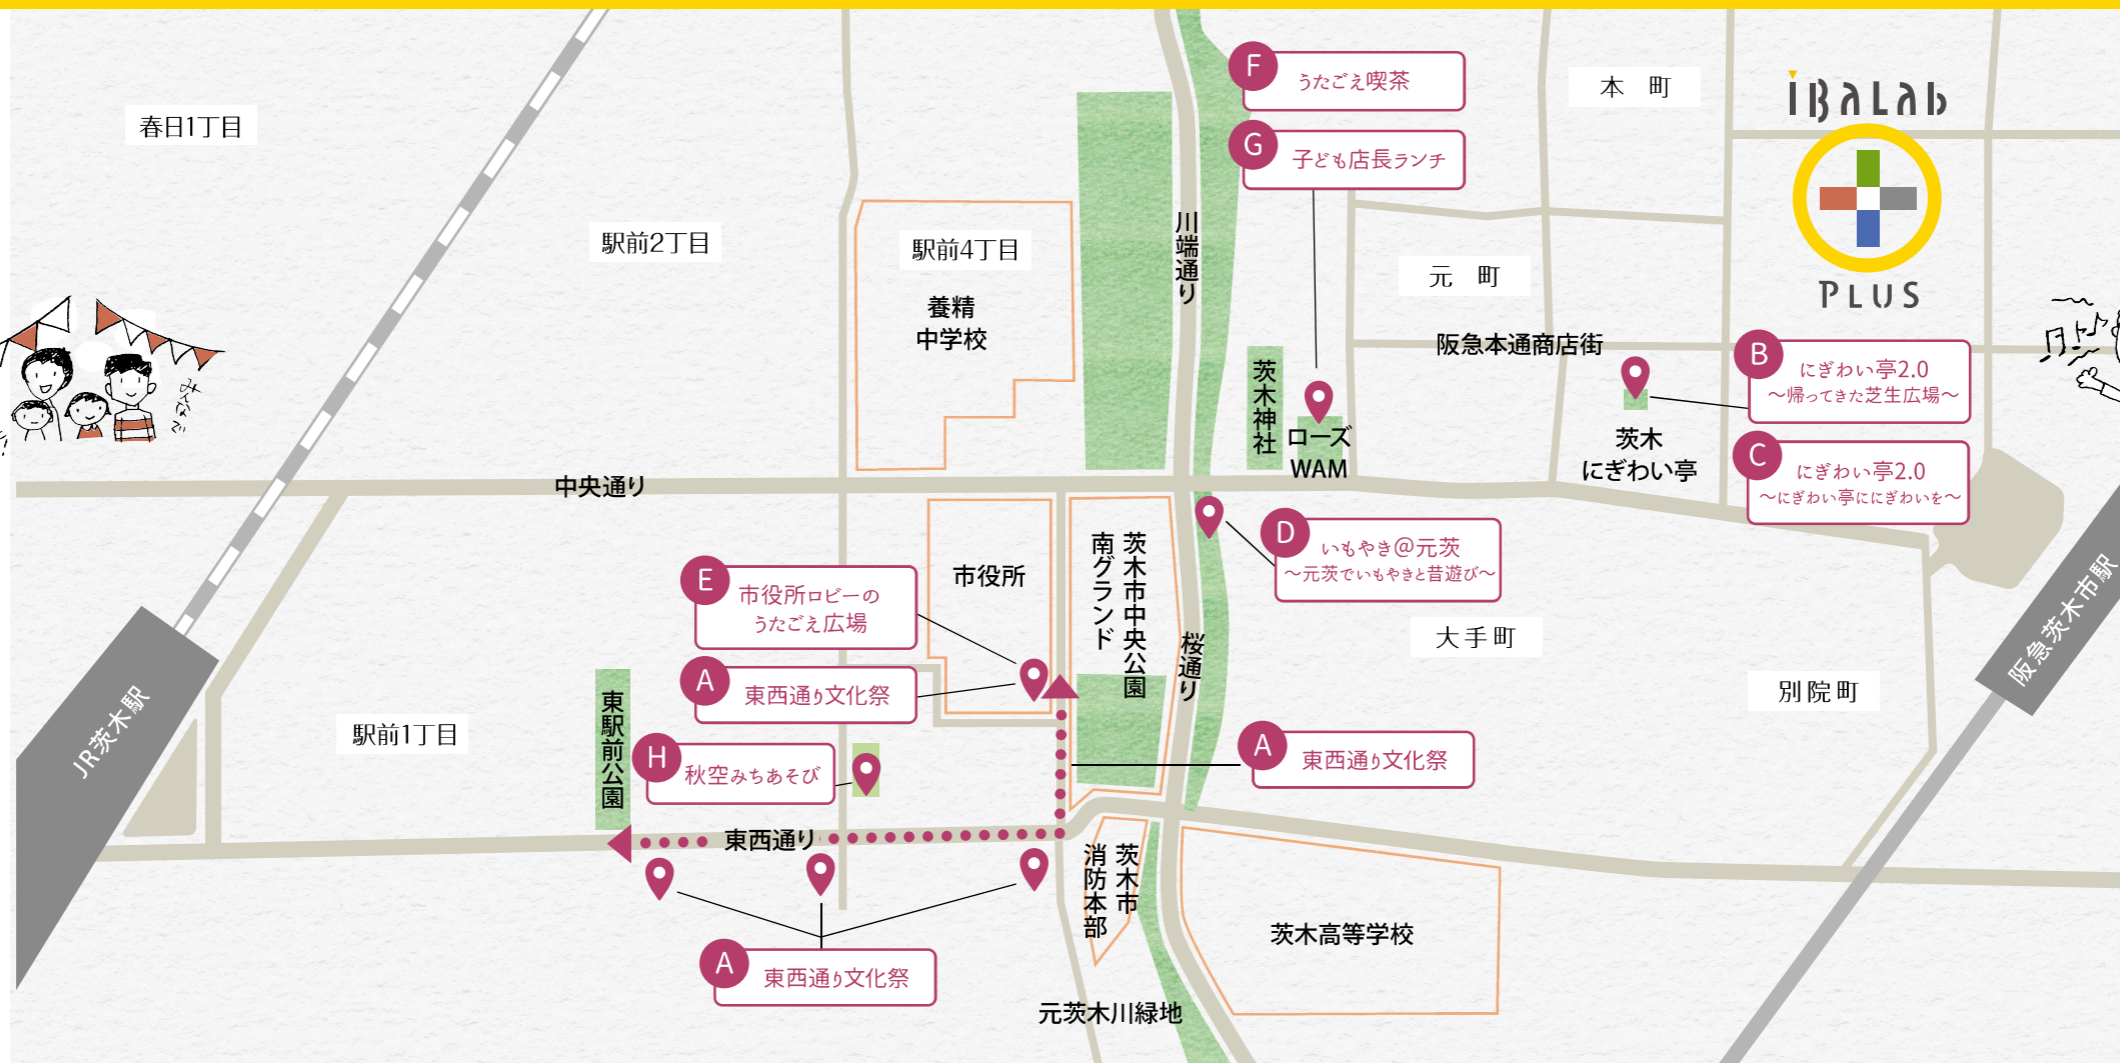 iBaLab
PLUS
春日1丁目
駅前2丁目
駅前4丁目
養精
中学校
川端通り
F
うたごえ喫茶
G
子ども店長ランチ
本 町
元 町
阪急本通商店街
B
にぎわい亭2.0
～帰ってきた芝生広場～
C
にぎわい亭2.0
～にぎわい亭ににぎわいを～
茨木
にぎわい亭
茨木神社
ローズ
WAM
みんなで
中央通り
D
いもやき@元茨
～元茨でいもやきと昔遊び～
市役所
茨木市中央公園
南グランド
E
市役所ロビーの
うたごえ広場
A
東西通り文化祭
桜通り
大手町
別院町
阪急茨木市駅
JR茨木駅
駅前1丁目
東駅前公園
H
秋空みちあそび
A
東西通り文化祭
東西通り
茨木市
消防本部
茨木高等学校
A
東西通り文化祭
元茨木川緑地